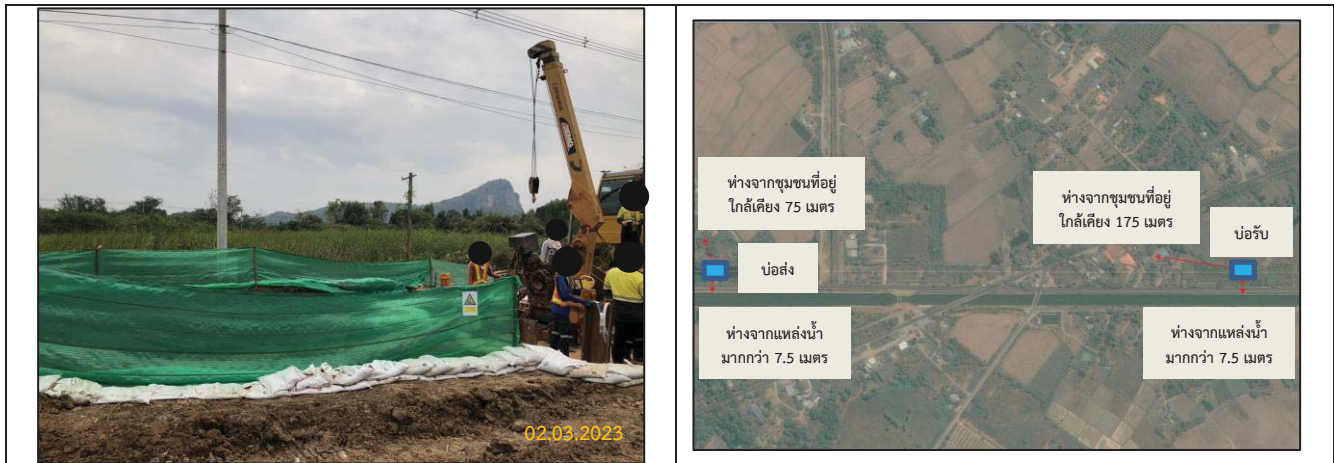 02.03.2023
ห่างจากชุมชนที่อยู่
ใกล้เคียง 75 เมตร
ห่างจากชุมชนที่อยู่
ใกล้เคียง 175 เมตร
บ่อรับ
บ่อส่ง
ห่างจากแหล่งน้ำ
มากกว่า 7.5 เมตร
ห่างจากแหล่งน้ำ
มากกว่า 7.5 เมตร